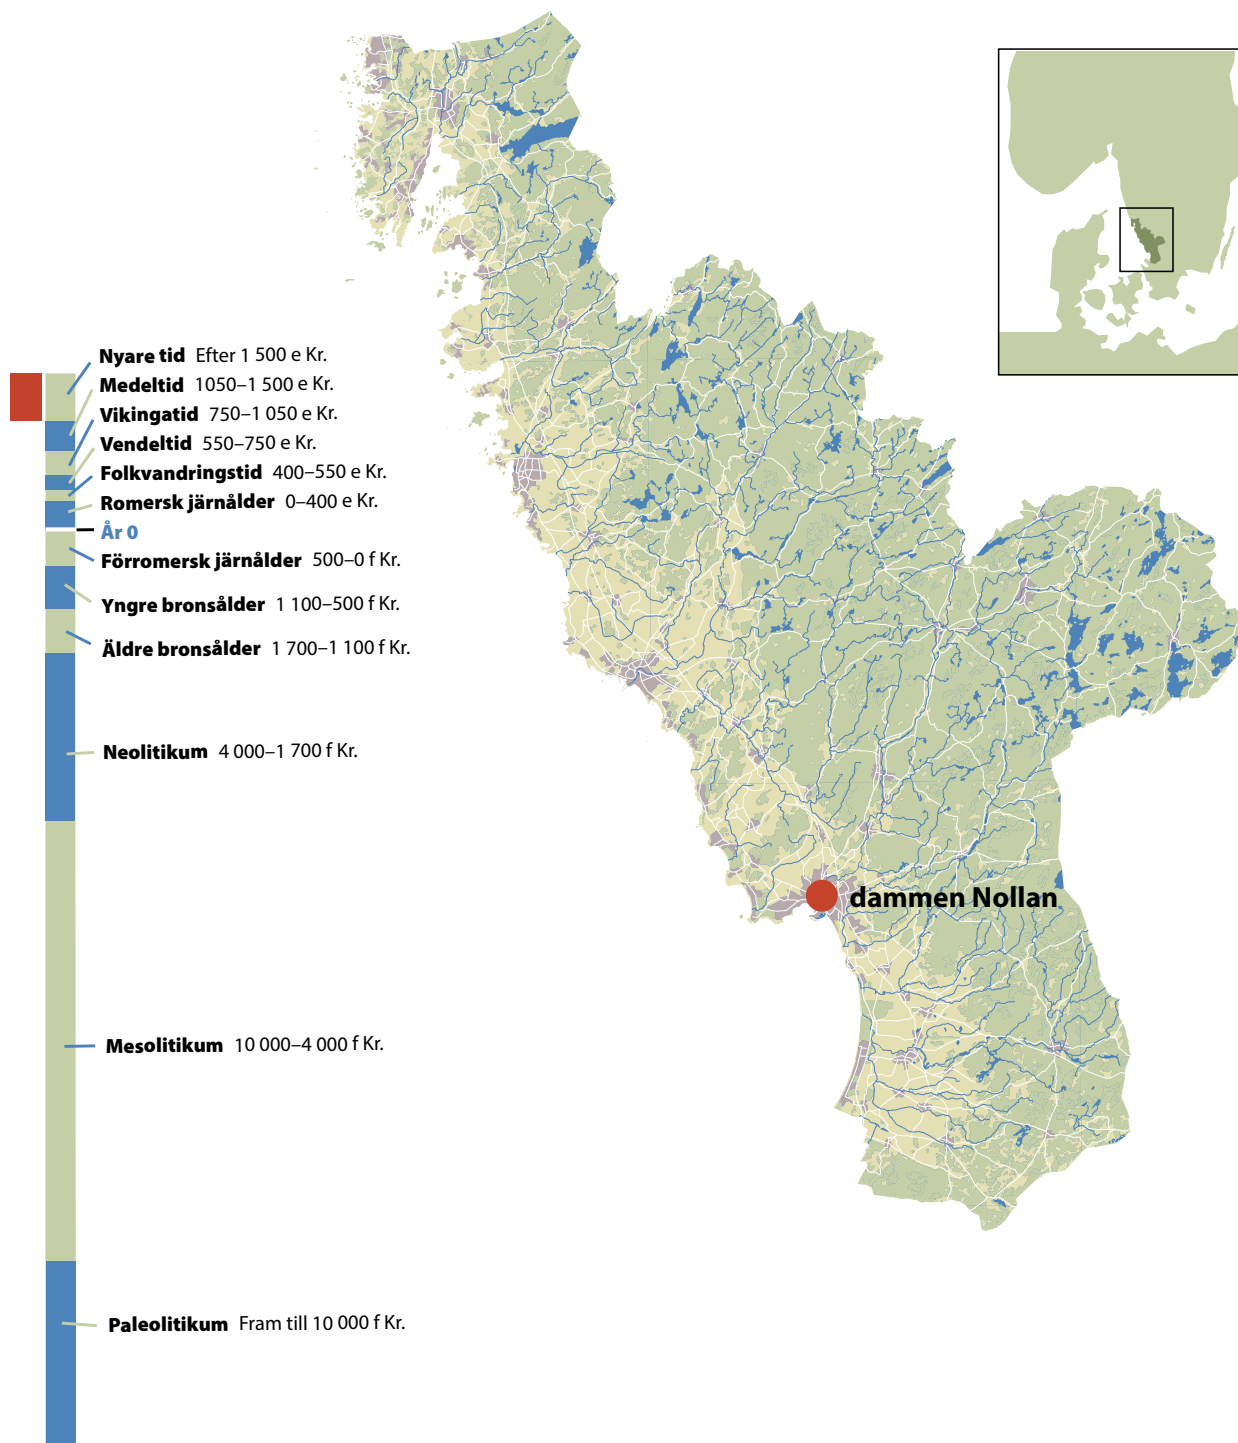 Nyare tid Efter 1 500 e Kr.
Medeltid 1050–1 500 e Kr.
Vikingatid 750–1 050 e Kr.
Vendeltid 550–750 e Kr.
Folkvandringstid 400–550 e Kr.
Romersk järnålder 0–400 e Kr.
År 0
Förromersk järnålder 500–0 f Kr.
Yngre bronsålder 1 100–500 f Kr.
Äldre bronsålder 1 700–1 100 f Kr.
Neolitikum 4 000–1 700 f Kr.
dammen Nollan
Mesolitikum 10 000–4 000 f Kr.
Paleolitikum Fram till 10 000 f Kr.